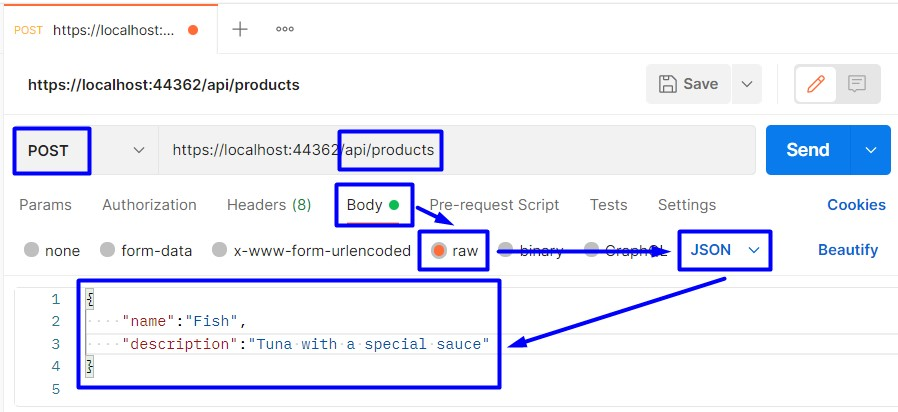 POST https://localhost:...
https://localhost:44362/api/products Save
POST https://localhost:44362/api/products Send
Params Authorization Headers (8) Body Pre-request Script Tests Settings Cookies
none form-data x-www-form-urlencoded raw binary GraphQL JSON Beautify
1 {
2 "name":"Fish",
3 "description":"Tuna with a special sauce"
4 }
5